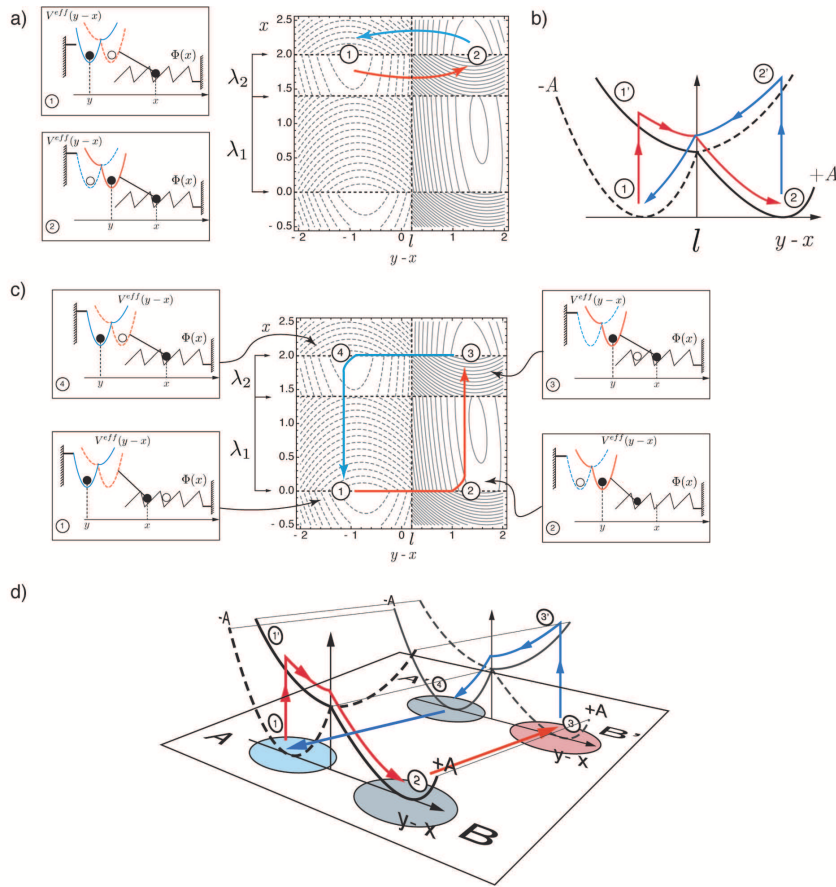 a)
V^eff(y-x)
Φ(x)
y
x
①
V^eff(y-x)
Φ(x)
y
x
②
x
2.5
2.0
1.5
1.0
0.5
0.0
-0.5
λ₂
λ₁
① ②
-2 -1 0 l 1 2
y-x
b)
-A
①'
②'
+A
①
②
l
y-x
c)
V^eff(y-x)
Φ(x)
y
x
④
V^eff(y-x)
Φ(x)
y
x
①
x
2.5
2.0
1.5
1.0
0.5
0.0
-0.5
λ₂
λ₁
④ ③
① ②
-2 -1 0 l 1 2
y-x
V^eff(y-x)
Φ(x)
y
x
③
V^eff(y-x)
Φ(x)
y
x
②
d)
-A
-A
①'
③'
④
A'
①
③
+A
B'
A
②
+A
y-x
y-x
B